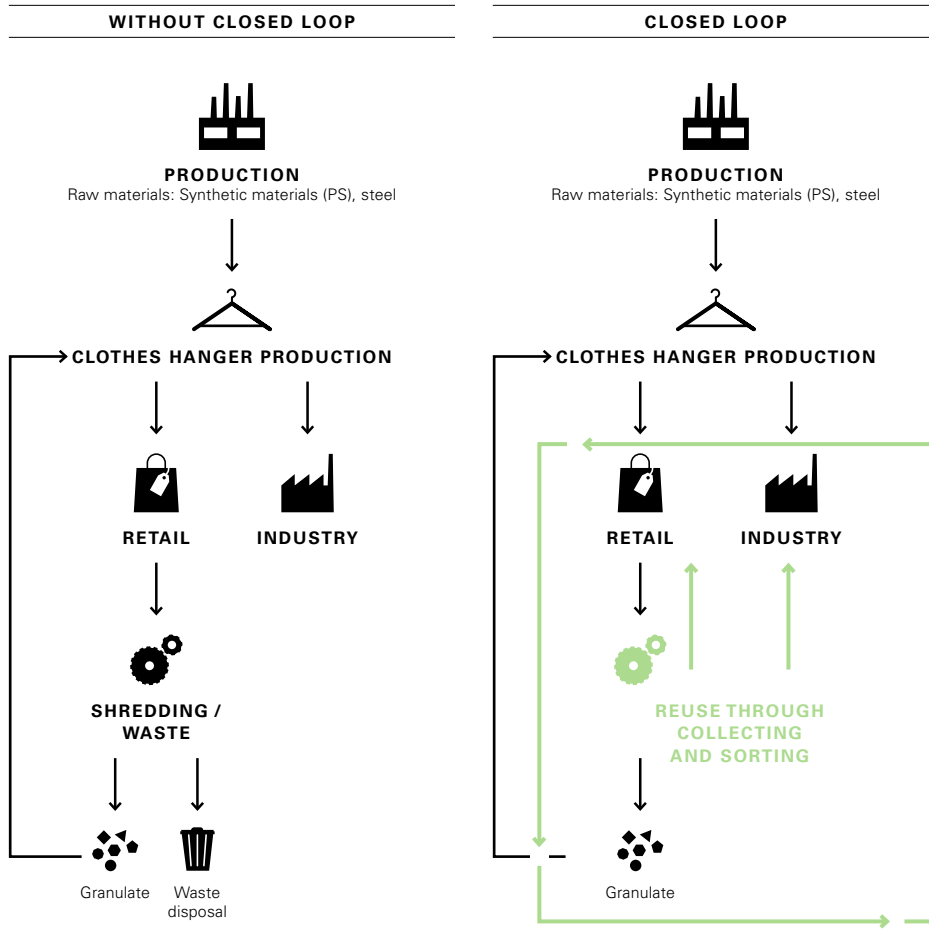 WITHOUT CLOSED LOOP
PRODUCTION
Raw materials: Synthetic materials (PS), steel
CLOTHES HANGER PRODUCTION
RETAIL
INDUSTRY
SHREDDING /
WASTE
Granulate
Waste
disposal
CLOSED LOOP
PRODUCTION
Raw materials: Synthetic materials (PS), steel
CLOTHES HANGER PRODUCTION
RETAIL
INDUSTRY
REUSE THROUGH
COLLECTING
AND SORTING
Granulate